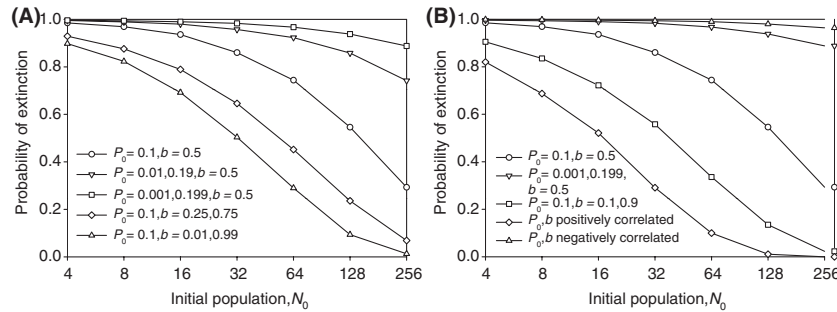 (A)
1.0
0.8
0.6
0.4
0.2
0.0
Probability of extinction
P0 = 0.1, b = 0.5
P0 = 0.01,0.19, b = 0.5
P0 = 0.001,0.199, b = 0.5
P0 = 0.1, b = 0.25,0.75
P0 = 0.1, b = 0.01,0.99
4 8 16 32 64 128 256
Initial population, N0
(B)
1.0
0.8
0.6
0.4
0.2
0.0
Probability of extinction
P0 = 0.1, b = 0.5
P0 = 0.001,0.199,
b = 0.5
P0 = 0.1, b = 0.1,0.9
P0, b positively correlated
P0, b negatively correlated
4 8 16 32 64 128 256
Initial population, N0